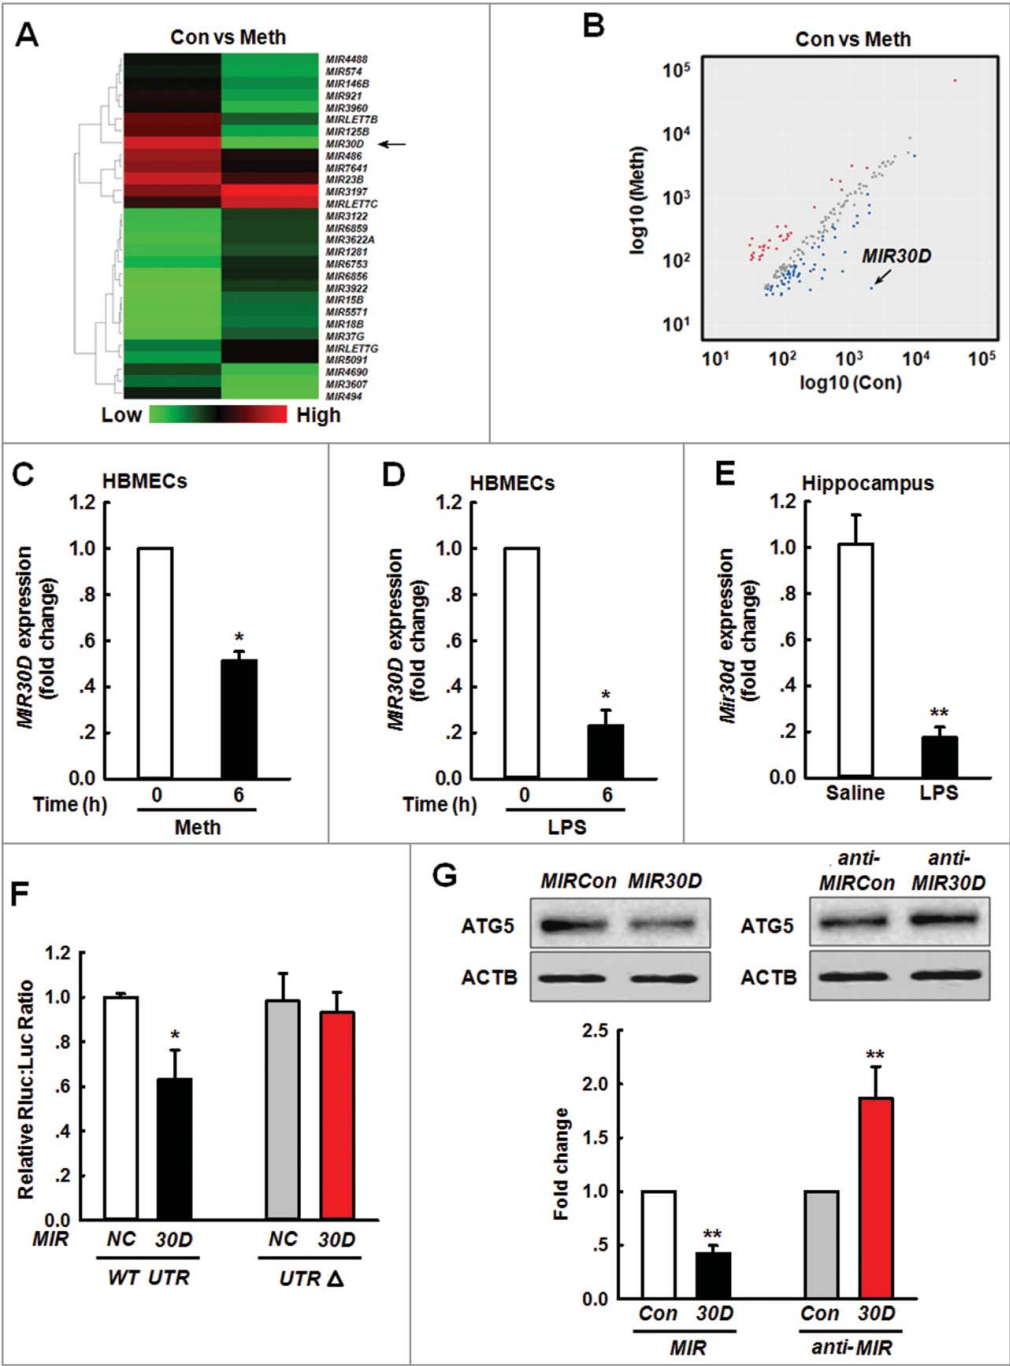 A
Con vs Meth
MIR4488
MIR574
MIR146B
MIR921
MIR3960
MIRLET7B
MIR125B
MIR30D
MIR486
MIR7641
MIR23B
MIR3197
MIRLET7C
MIR3122
MIR6859
MIR3622A
MIR1281
MIR6753
MIR6856
MIR3922
MIR15B
MIR5571
MIR18B
MIR37G
MIRLET7G
MIR5091
MIR4690
MIR3607
MIR494
Low High
B
Con vs Meth
log10 (Meth)
10⁵
10⁴
10³
10²
10¹
MIR30D
10¹ 10² 10³ 10⁴ 10⁵
log10 (Con)
C
HBMECs
MIR30D expression
(fold change)
1.2
1.0
.8
.6
.4
.2
0.0
*
Time (h) 0 6
Meth
D
HBMECs
MIR30D expression
(fold change)
1.2
1.0
.8
.6
.4
.2
0.0
*
Time (h) 0 6
LPS
E
Hippocampus
Mir30d expression
(fold change)
1.2
1.0
.8
.6
.4
.2
0.0
**
Saline LPS
F
Relative Rluc:Luc Ratio
1.2
1.0
.8
.6
.4
.2
0.0
*
MIR NC 30D NC 30D
WT UTR UTR Δ
G
MIRCon MIR30D
ATG5
ACTB
anti- anti-
MIRCon MIR30D
ATG5
ACTB
Fold change
2.5
2.0
1.5
1.0
.5
0.0
**
**
Con 30D Con 30D
MIR anti-MIR